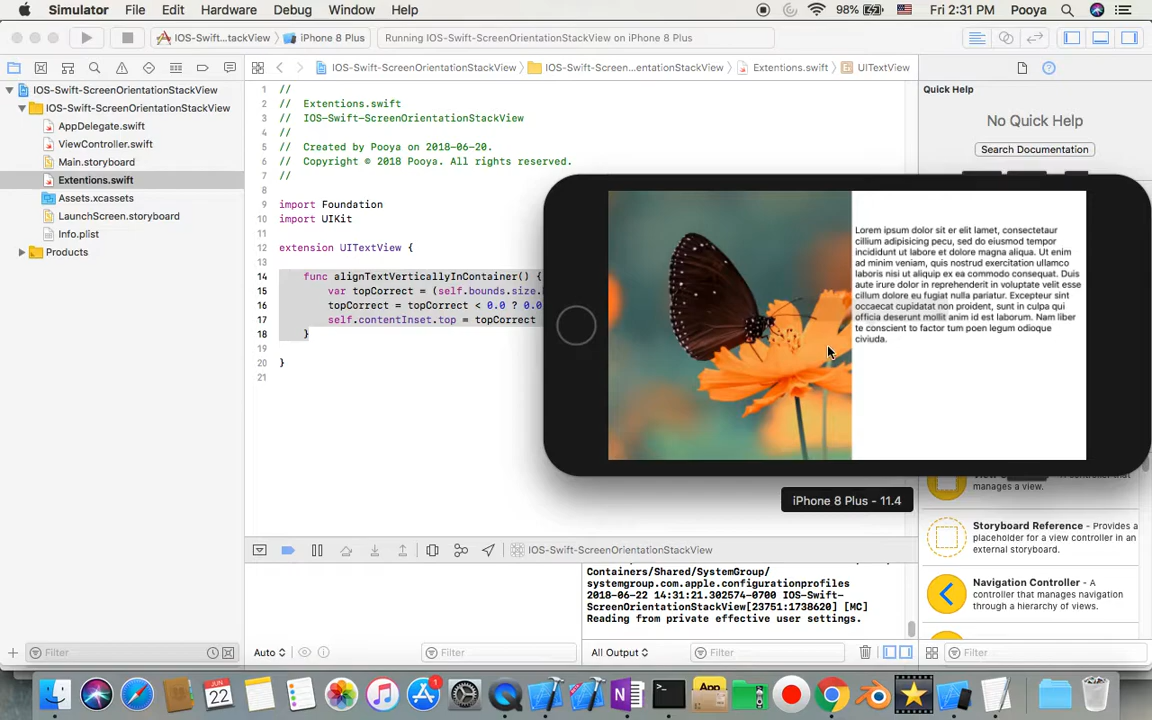 Simulator File Edit Hardware Debug Window Help 98% Fri 2:31 PM Pooya
IOS-Swift...tackView iPhone 8 Plus Running IOS-Swift-ScreenOrientationStackView on iPhone 8 Plus
IOS-Swift-ScreenOrientationStackView IOS-Swift-Screen...entationStackView Extentions.swift UITextView
IOS-Swift-ScreenOrientationStackView
IOS-Swift-ScreenOrientationStackView
AppDelegate.swift
ViewController.swift
Main.storyboard
Extentions.swift
Assets.xcassets
LaunchScreen.storyboard
Info.plist
Products
1 //
2 // Extentions.swift
3 // IOS-Swift-ScreenOrientationStackView
4 //
5 // Created by Pooya on 2018-06-20.
6 // Copyright © 2018 Pooya. All rights reserved.
7 //
8
9 import Foundation
10 import UIKit
11
12 extension UITextView {
13
14 func alignTextVerticallyInContainer() {
15 var topCorrect = (self.bounds.size.
16 topCorrect = topCorrect < 0.0 ? 0.0
17 self.contentInset.top = topCorrect
18 }
19
20 }
21
Quick Help
No Quick Help
Search Documentation
Lorem ipsum dolor sit er elit lamet, consectetaur
cillium adipisicing pecu, sed do eiusmod tempor
incididunt ut labore et dolore magna aliqua. Ut enim
ad minim veniam, quis nostrud exercitation ullamco
laboris nisi ut aliquip ex ea commodo consequat. Duis
aute irure dolor in reprehenderit in voluptate velit esse
cillum dolore eu fugiat nulla pariatur. Excepteur sint
occaecat cupidatat non proident, sunt in culpa qui
officia deserunt mollit anim id est laborum. Nam liber
te conscient to factor tum poen legum odioque
civiuda.
iPhone 8 Plus - 11.4
manages a view.
Storyboard Reference - Provides a
placeholder for a view controller in an
external storyboard.
Navigation Controller - A
controller that manages navigation
through a hierarchy of views.
IOS-Swift-ScreenOrientationStackView
Containers/Shared/SystemGroup/
systemgroup.com.apple.configurationprofiles
2018-06-22 14:31:21.302574-0700 IOS-Swift-
ScreenOrientationStackView[23751:1738620] [MC]
Reading from private effective user settings.
Filter Auto Filter All Output Filter Filter
JUN
22
1
App